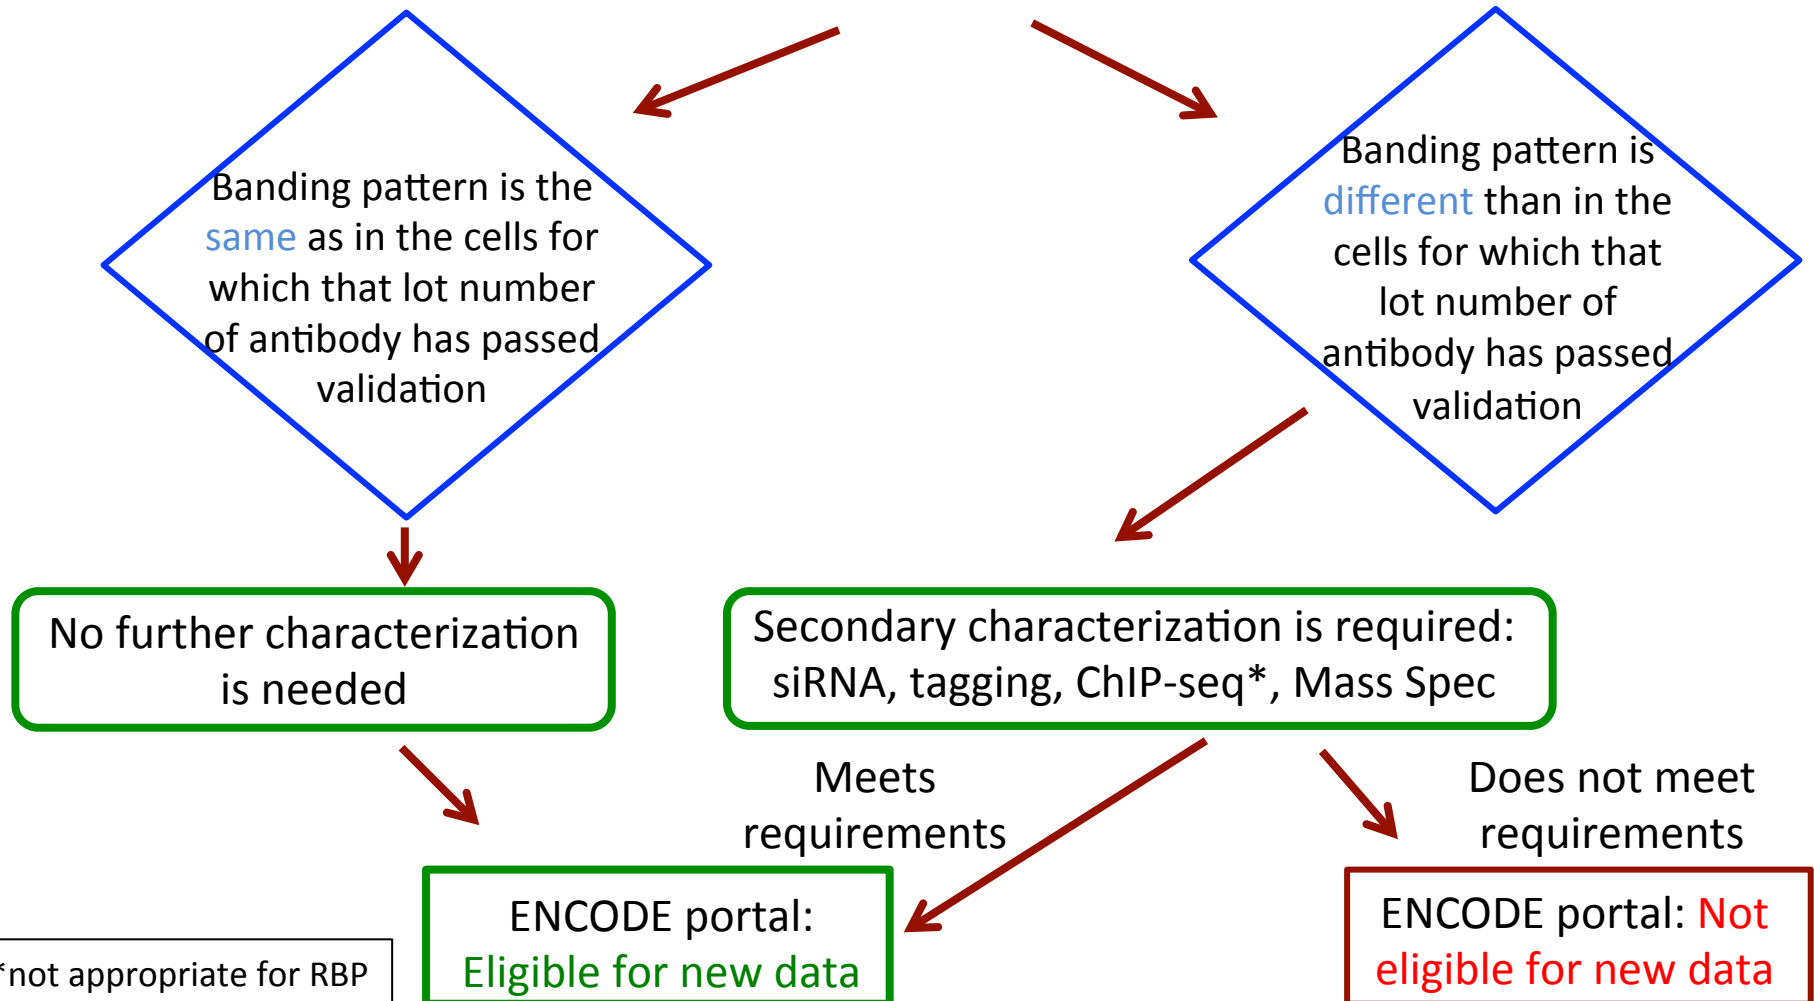 Banding pattern is the
same as in the cells for
which that lot number
of antibody has passed
validation
Banding pattern is
different than in the
cells for which that
lot number of
antibody has passed
validation
No further characterization
is needed
Secondary characterization is required:
siRNA, tagging, ChIP-seq*, Mass Spec
Meets
requirements
Does not meet
requirements
ENCODE portal:
Eligible for new data
ENCODE portal: Not
eligible for new data
*not appropriate for RBP